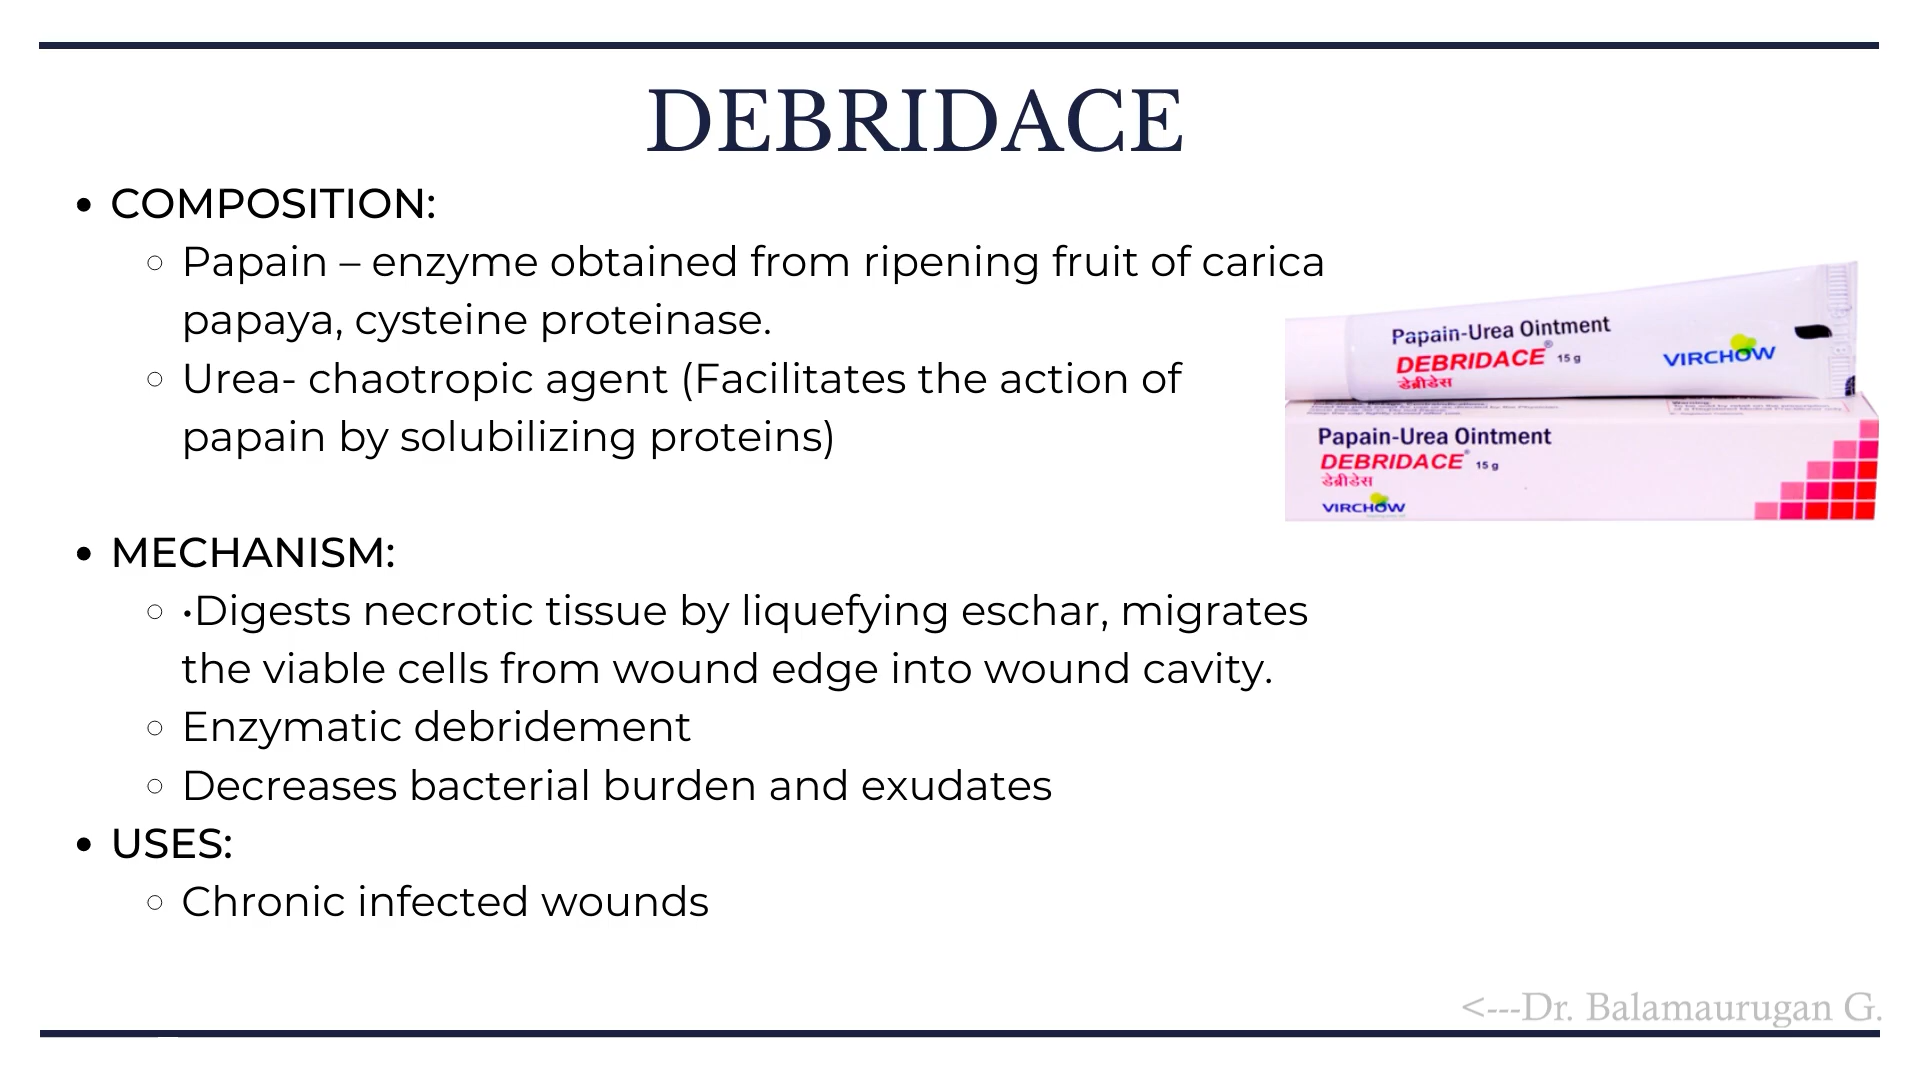 DEBRIDACE
• COMPOSITION:
○ Papain – enzyme obtained from ripening fruit of carica
papaya, cysteine proteinase.
○ Urea- chaotropic agent (Facilitates the action of
papain by solubilizing proteins)
Papain-Urea Ointment
DEBRIDACE® 15 g
डेब्रीडेस
VIRCHOW
Papain-Urea Ointment
DEBRIDACE® 15 g
डेब्रीडेस
VIRCHOW
• MECHANISM:
○ •Digests necrotic tissue by liquefying eschar, migrates
the viable cells from wound edge into wound cavity.
○ Enzymatic debridement
○ Decreases bacterial burden and exudates
• USES:
○ Chronic infected wounds
<---Dr. Balamaurugan G.